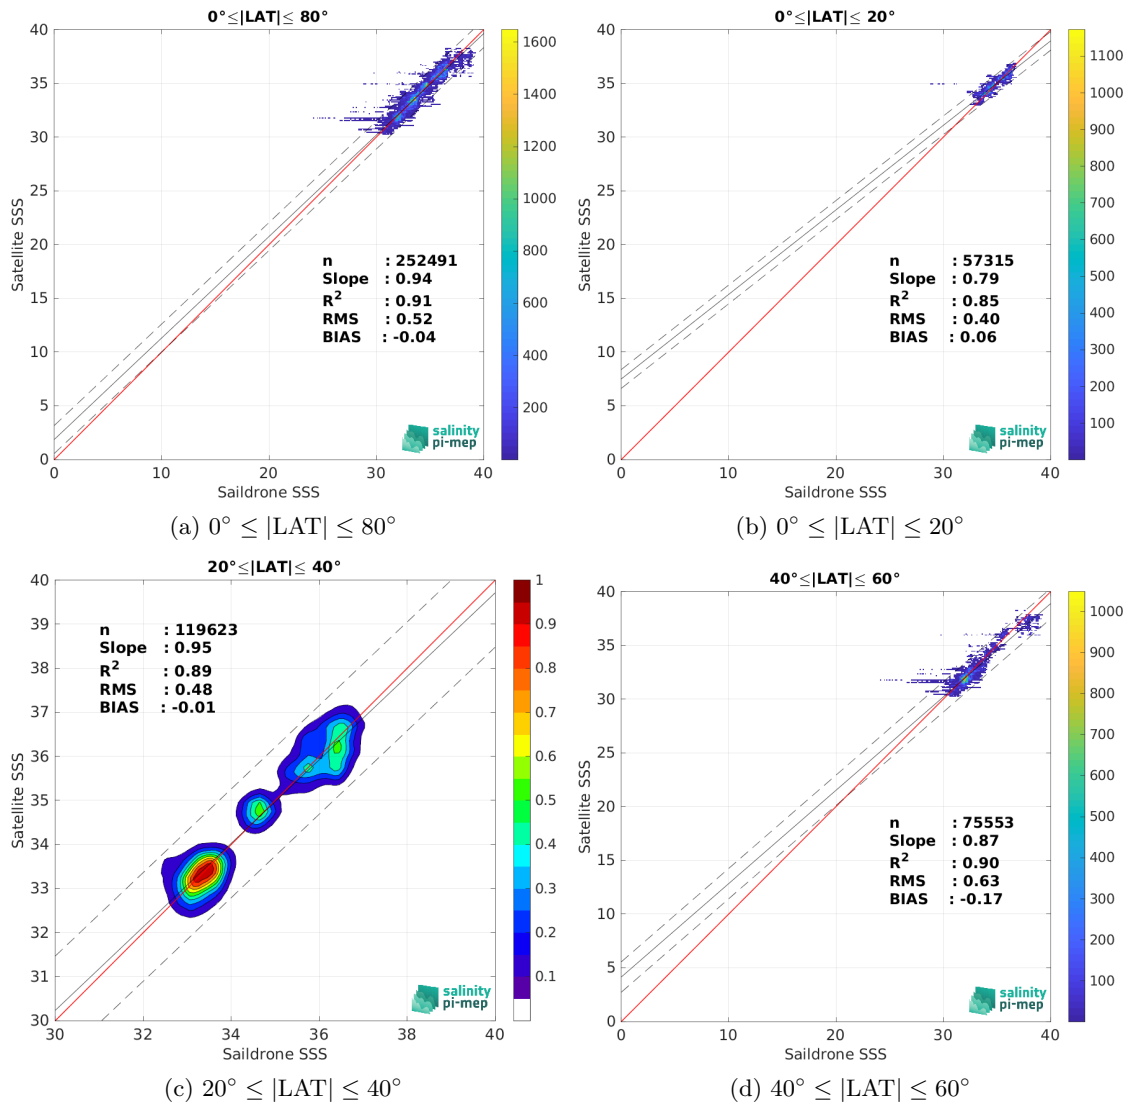 0°≤|LAT|≤ 80°
40
35
30
25
20
15
10
5
0
Satellite SSS
0
10
20
30
40
Saildrone SSS
n : 252491
Slope : 0.94
R² : 0.91
RMS : 0.52
BIAS : -0.04
salinity
pi-mep
1600
1400
1200
1000
800
600
400
200
(a) 0° ≤ |LAT| ≤ 80°
0°≤|LAT|≤ 20°
40
35
30
25
20
15
10
5
0
Satellite SSS
0
10
20
30
40
Saildrone SSS
n : 57315
Slope : 0.79
R² : 0.85
RMS : 0.40
BIAS : 0.06
salinity
pi-mep
1100
1000
900
800
700
600
500
400
300
200
100
(b) 0° ≤ |LAT| ≤ 20°
20°≤|LAT|≤ 40°
40
39
38
37
36
35
34
33
32
31
30
Satellite SSS
30
32
34
36
38
40
Saildrone SSS
n : 119623
Slope : 0.95
R² : 0.89
RMS : 0.48
BIAS : -0.01
salinity
pi-mep
1
0.9
0.8
0.7
0.6
0.5
0.4
0.3
0.2
0.1
(c) 20° ≤ |LAT| ≤ 40°
40°≤|LAT|≤ 60°
40
35
30
25
20
15
10
5
0
Satellite SSS
0
10
20
30
40
Saildrone SSS
n : 75553
Slope : 0.87
R² : 0.90
RMS : 0.63
BIAS : -0.17
salinity
pi-mep
1000
900
800
700
600
500
400
300
200
100
(d) 40° ≤ |LAT| ≤ 60°